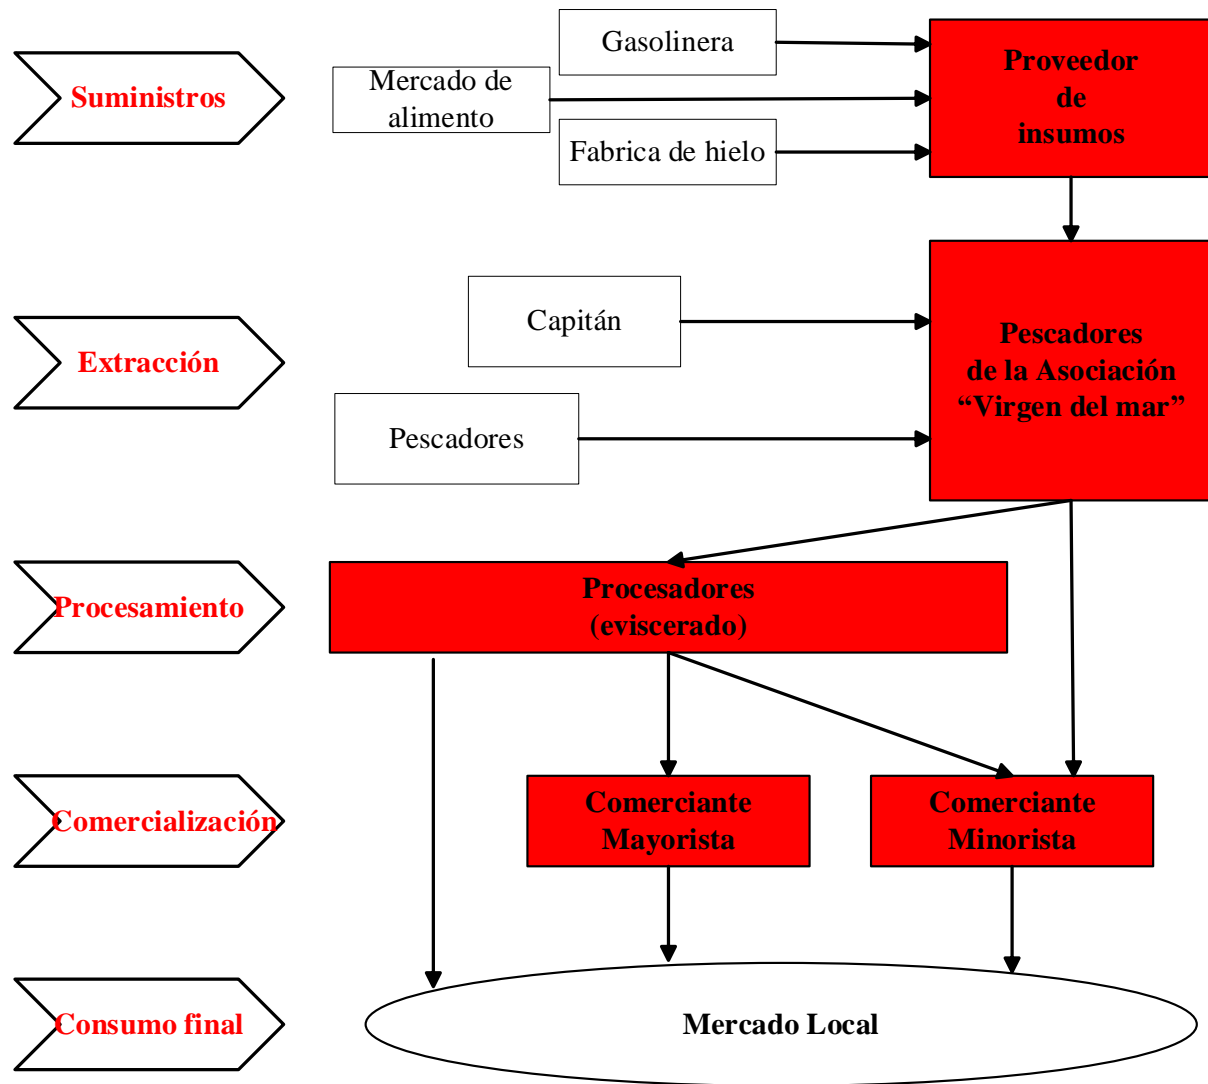 Suministros
Gasolinera
Mercado de
alimento
Fabrica de hielo
Proveedor
de
insumos
Extracción
Capitán
Pescadores
Pescadores
de la Asociación
“Virgen del mar”
Procesamiento
Procesadores
(eviscerado)
Comercialización
Comerciante
Mayorista
Comerciante
Minorista
Consumo final
Mercado Local